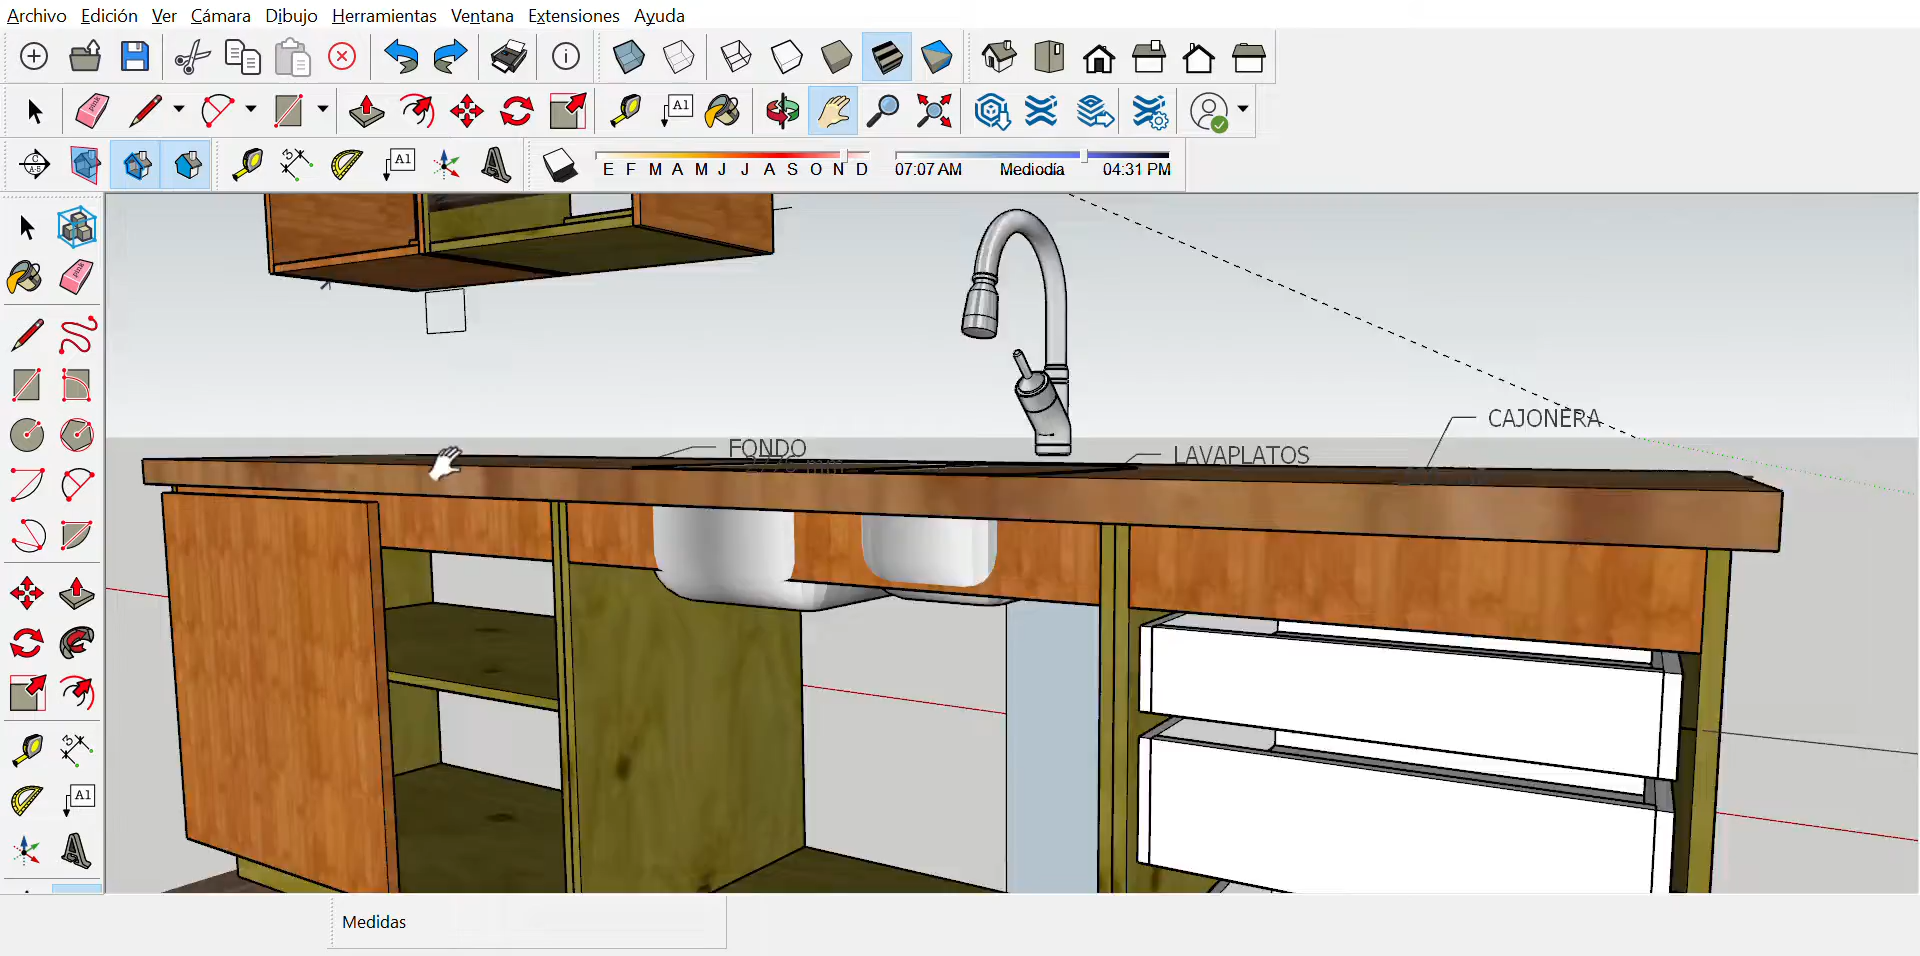 Archivo Edición Ver Cámara Dibujo Herramientas Ventana Extensiones Ayuda
A1
E F M A M J J A S O N D 07:07 AM Mediodía 04:31 PM
A1
CAJONERA
FONDO
LAVAPLATOS
A1
Medidas